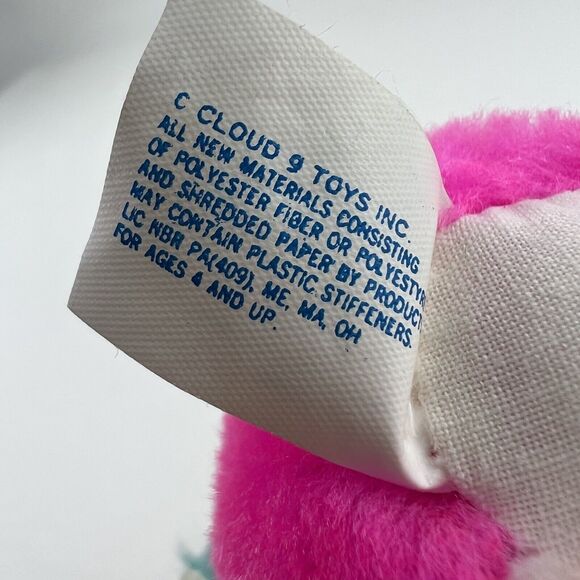 C CLOUD 9 TOYS INC.
ALL NEW MATERIALS CONSISTING
OF POLYESTER FIBER OR POLYESTYR
AND SHREDDED PAPER BY PRODUCT
WAY CONTAIN PLASTIC STIFFENERS.
LIC NBR PA(409), ME, MA, OH
FOR AGES 4 AND UP.